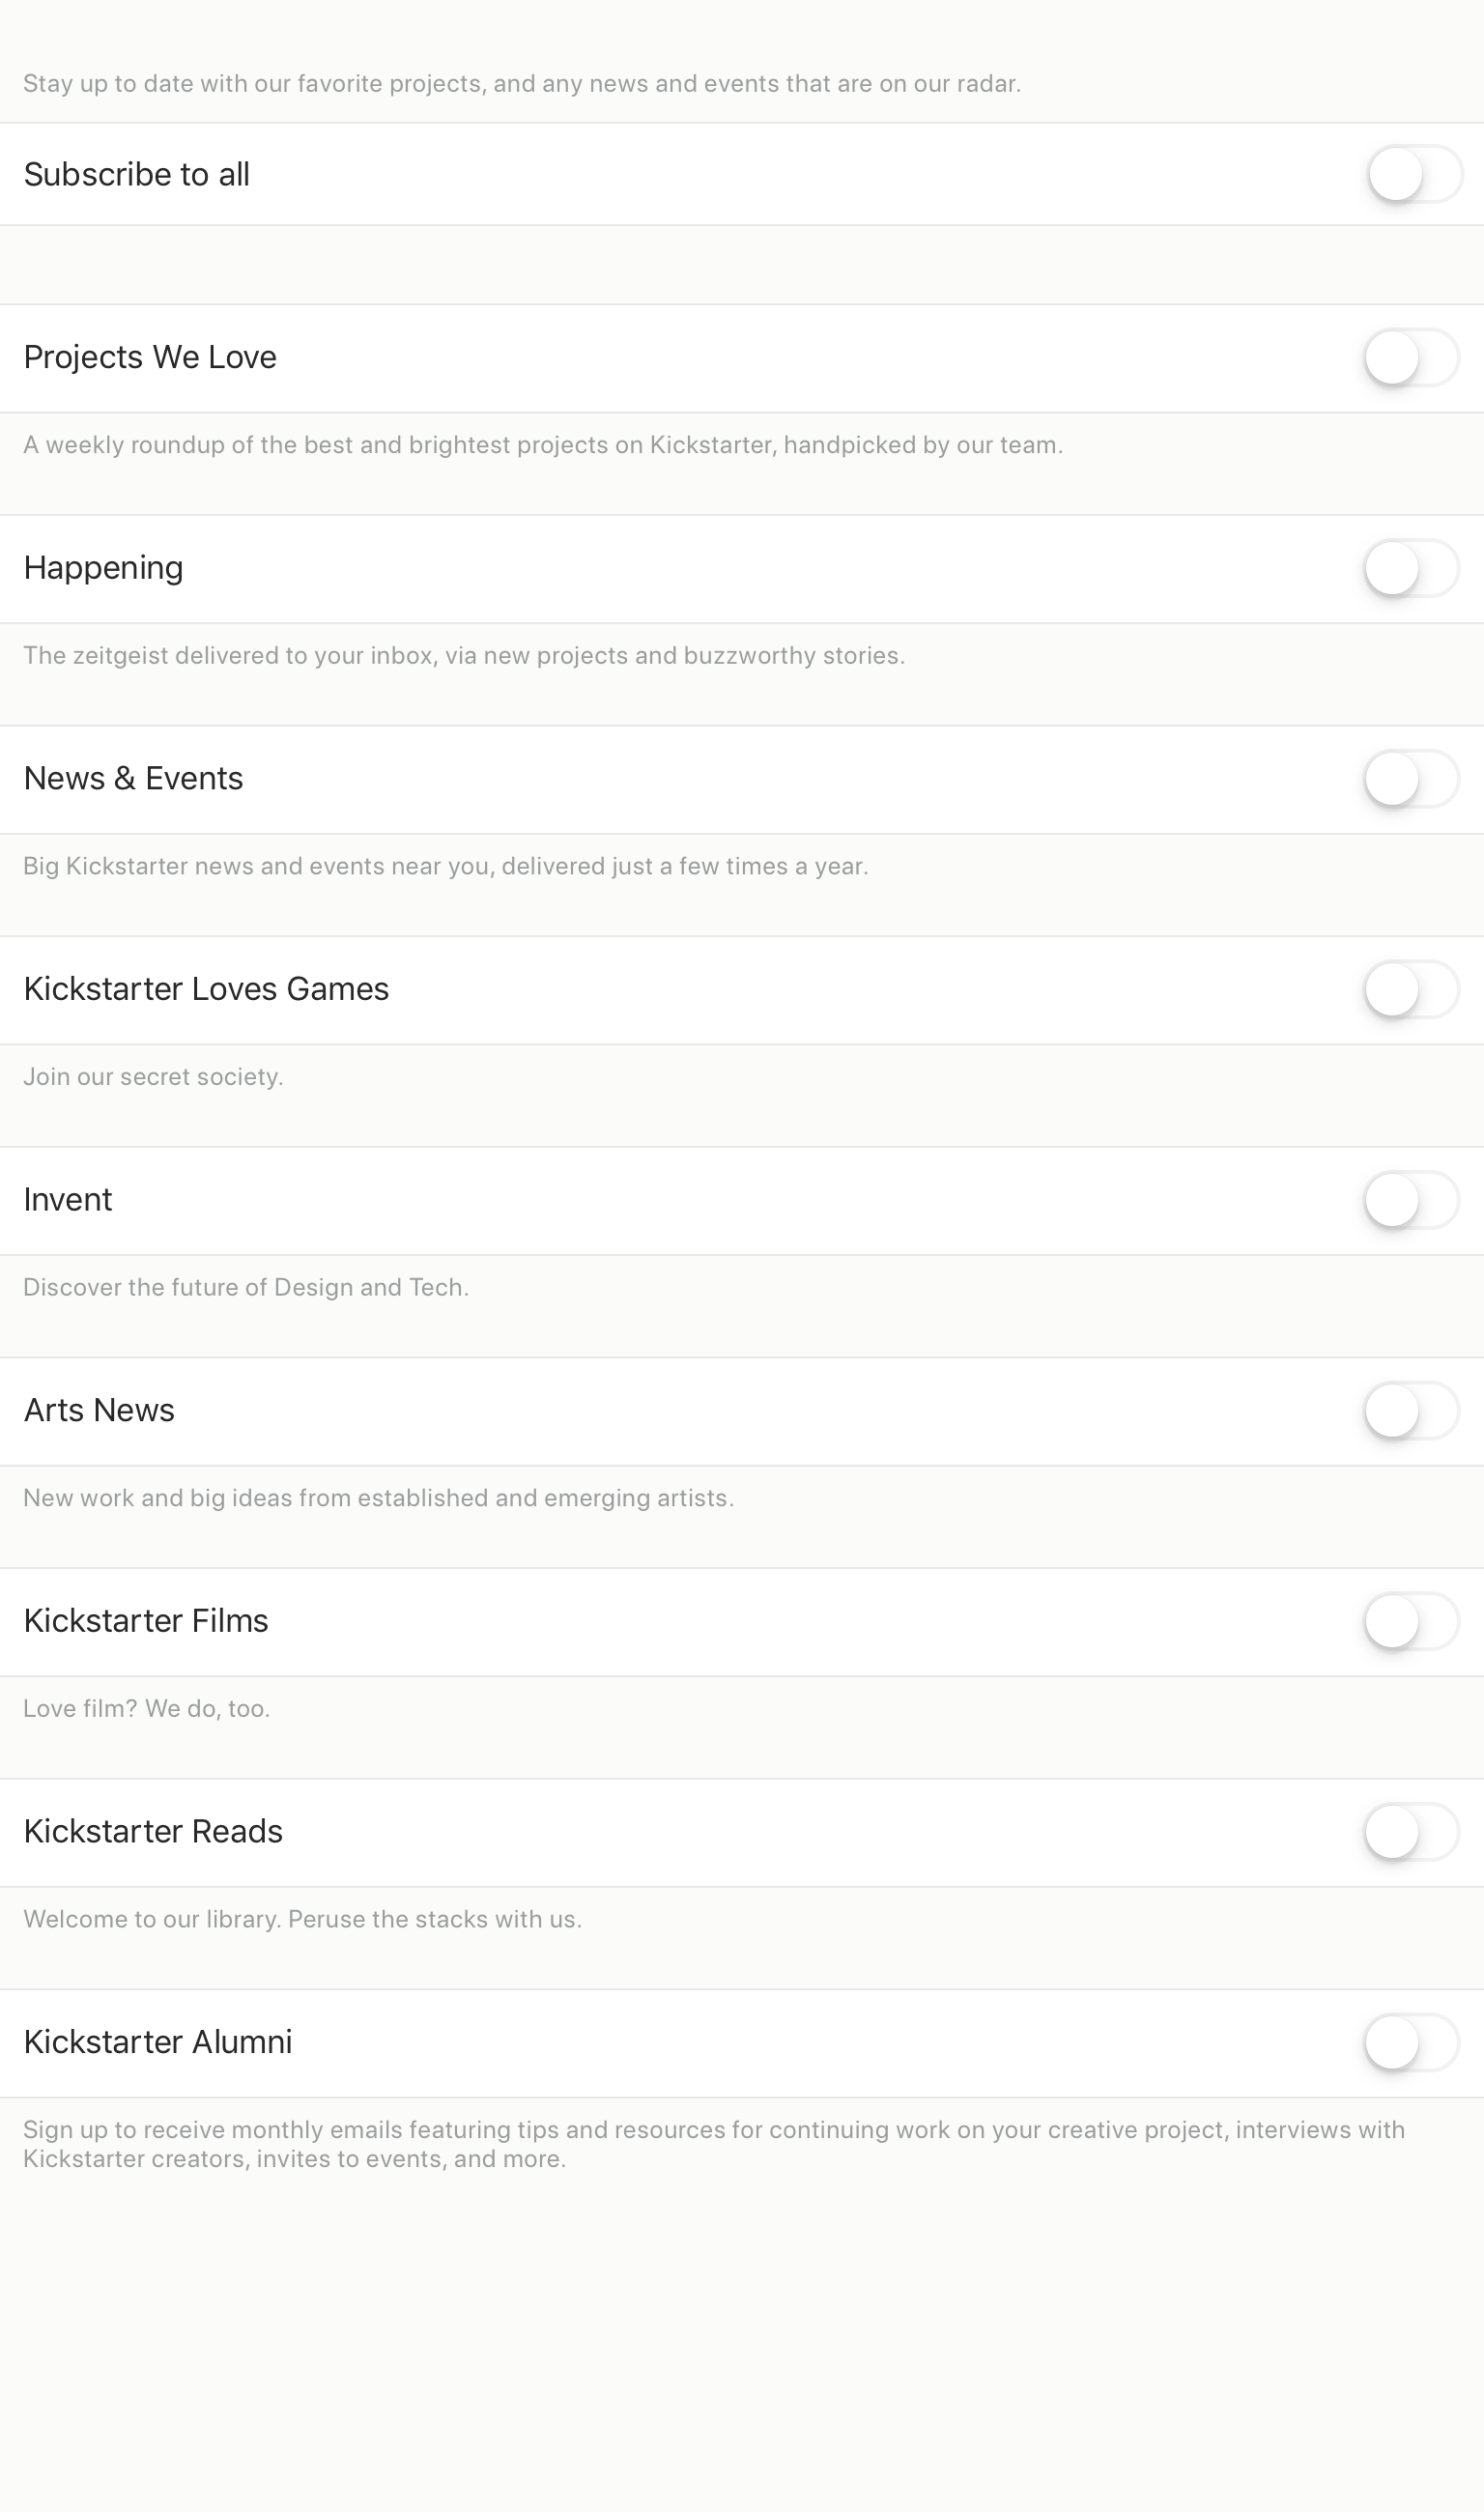 Stay up to date with our favorite projects, and any news and events that are on our radar.
Subscribe to all
Projects We Love
A weekly roundup of the best and brightest projects on Kickstarter, handpicked by our team.
Happening
The zeitgeist delivered to your inbox, via new projects and buzzworthy stories.
News & Events
Big Kickstarter news and events near you, delivered just a few times a year.
Kickstarter Loves Games
Join our secret society.
Invent
Discover the future of Design and Tech.
Arts News
New work and big ideas from established and emerging artists.
Kickstarter Films
Love film? We do, too.
Kickstarter Reads
Welcome to our library. Peruse the stacks with us.
Kickstarter Alumni
Sign up to receive monthly emails featuring tips and resources for continuing work on your creative project, interviews with
Kickstarter creators, invites to events, and more.